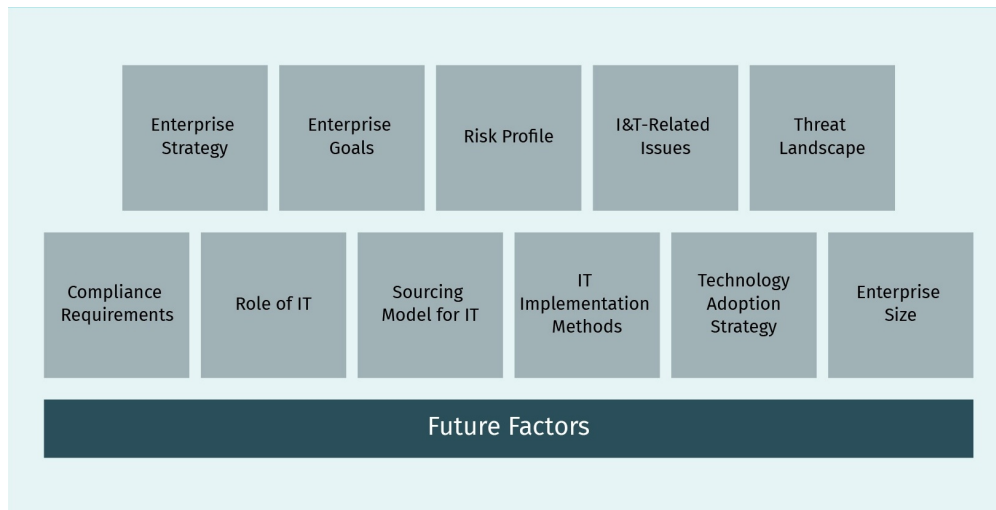 Enterprise
Strategy
Enterprise
Goals
Risk Profile
I&T-Related
Issues
Threat
Landscape
Compliance
Requirements
Role of IT
Sourcing
Model for IT
IT
Implementation
Methods
Technology
Adoption
Strategy
Enterprise
Size
Future Factors